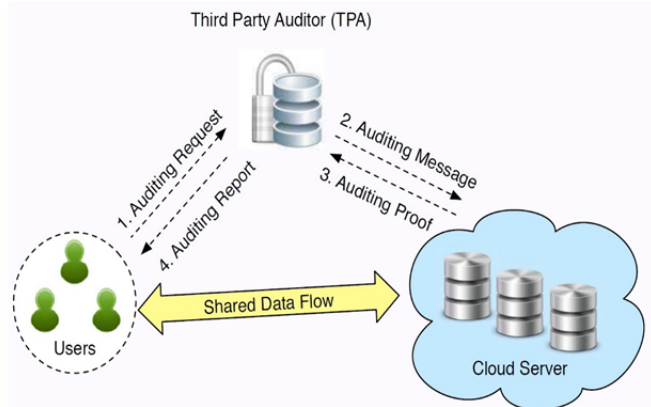 Third Party Auditor (TPA)
1. Auditing Request
4. Auditing Report
2. Auditing Message
3. Auditing Proof
Shared Data Flow
Users
Cloud Server